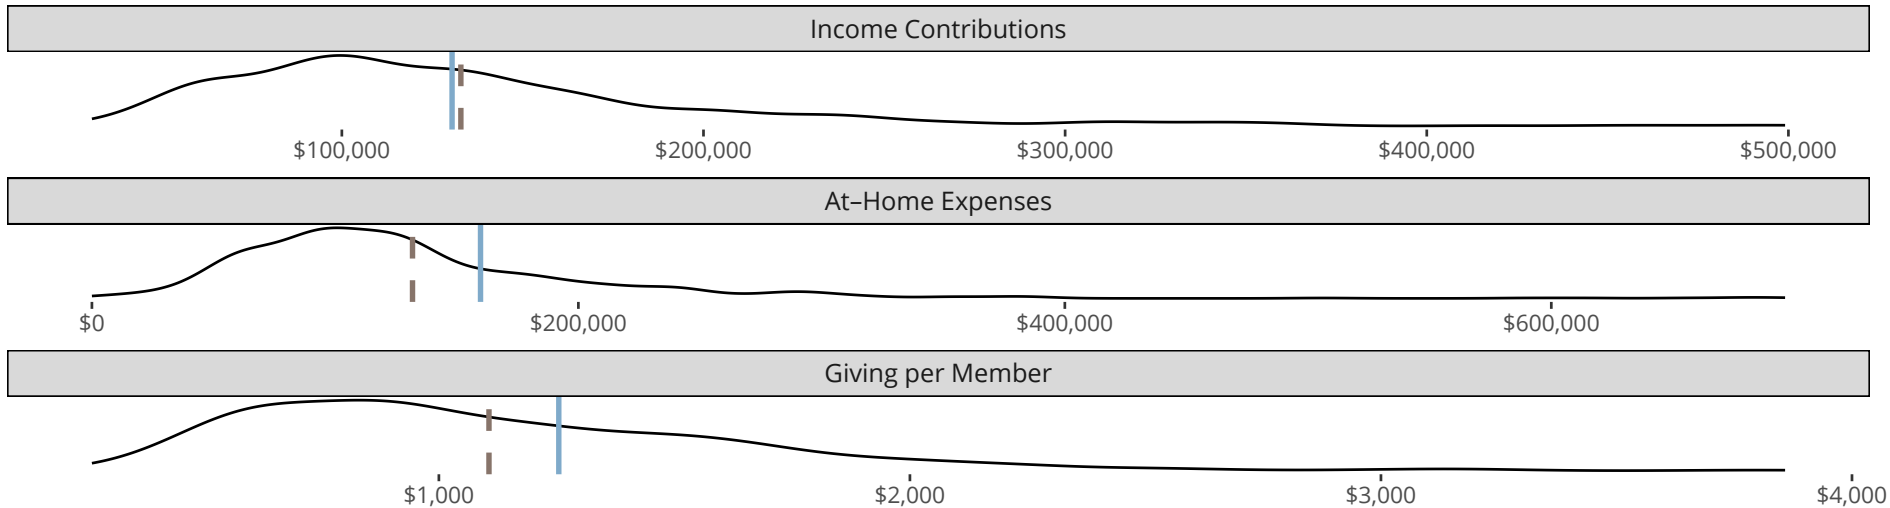 Income Contributions
$100,000 $200,000 $300,000 $400,000 $500,000
At–Home Expenses
$0 $200,000 $400,000 $600,000
Giving per Member
$1,000 $2,000 $3,000 $4,000